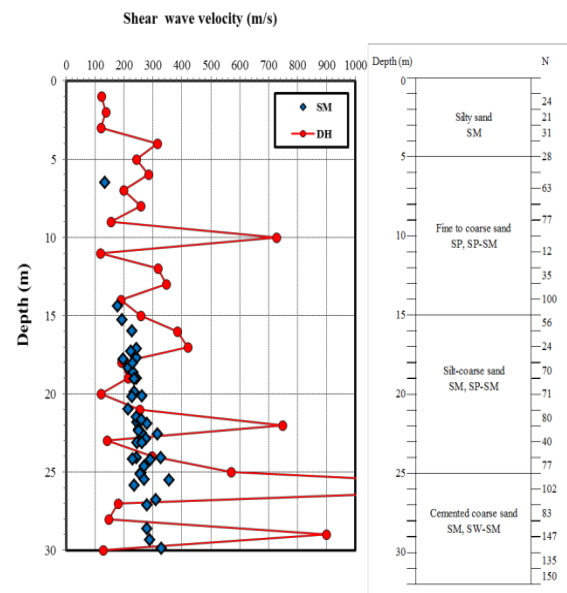 Shear wave velocity (m/s)
0 100 200 300 400 500 600 700 800 900 1000
0
5
10
15
20
25
30
Depth (m)
SM
DH
Depth (m) N
0
5
10
15
20
25
30
Silty sand
SM
Fine to coarse sand
SP, SP-SM
Silt-coarse sand
SM, SP-SM
Cemented coarse sand
SM, SW-SM
24
21
31
28
63
77
12
35
100
56
24
70
71
80
40
77
102
83
147
135
150